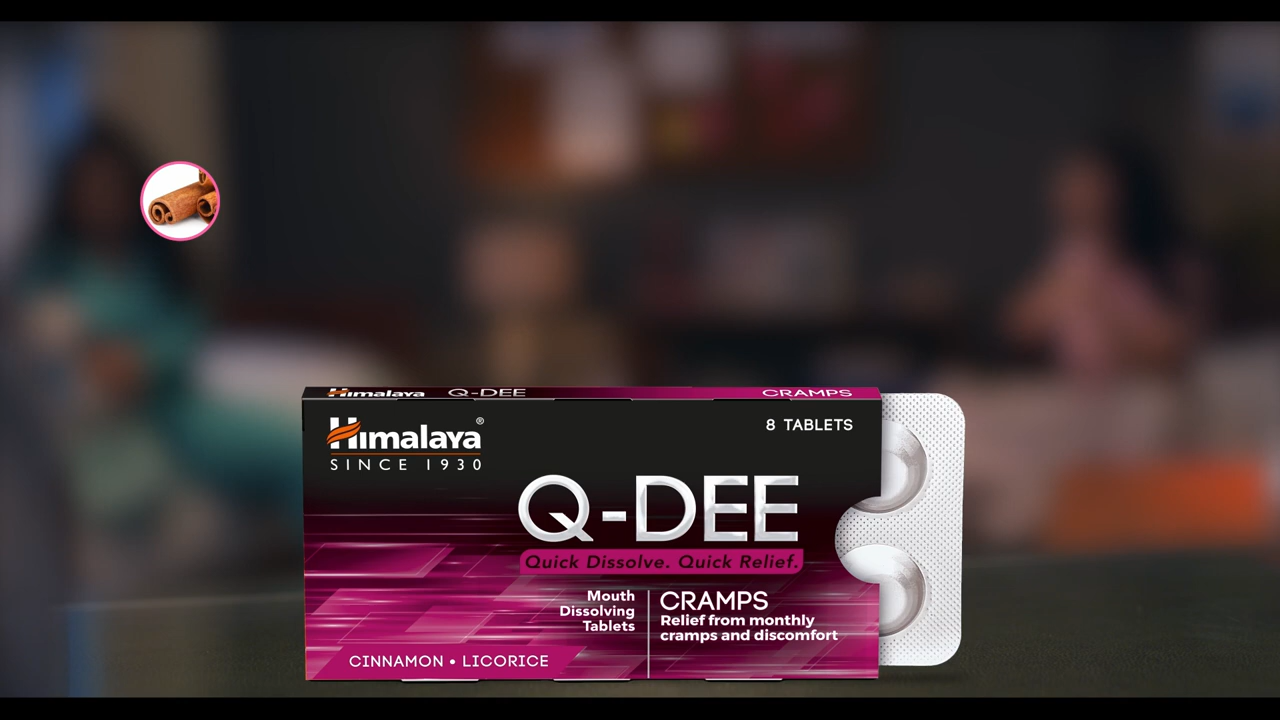 Himalaya Q-DEE CRAMPS
Himalaya®
SINCE 1930
8 TABLETS
Q-DEE
Quick Dissolve. Quick Relief.
Mouth
Dissolving
Tablets
CRAMPS
Relief from monthly
cramps and discomfort
CINNAMON • LICORICE